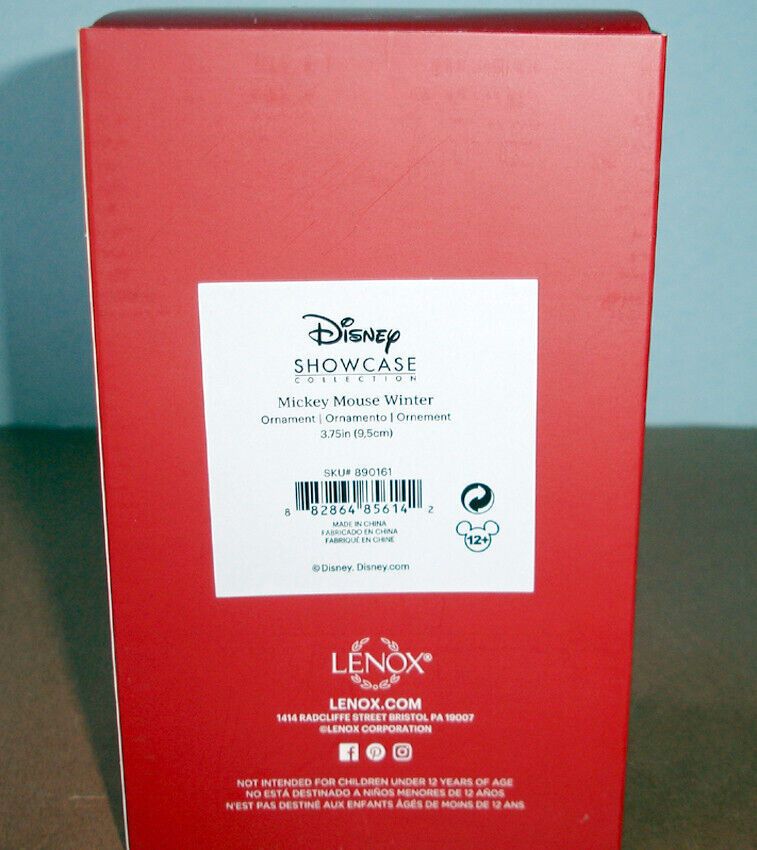 Disney
SHOWCASE
COLLECTION
Mickey Mouse Winter
Ornament | Ornamento | Ornement
3.75in (9,5cm)
SKU# 890161
8 82864 85614 2
MADE IN CHINA
FABRICADO EN CHINA
FABRIQUÉ EN CHINE
12+
© Disney. Disney.com
LENOX®
LENOX.COM
1414 RADCLIFFE STREET BRISTOL PA 19007
©LENOX CORPORATION
NOT INTENDED FOR CHILDREN UNDER 12 YEARS OF AGE
NO ESTÁ DESTINADO A NIÑOS MENORES DE 12 AÑOS
N'EST PAS DESTINÉ AUX ENFANTS ÂGÉS DE MOINS DE 12 ANS